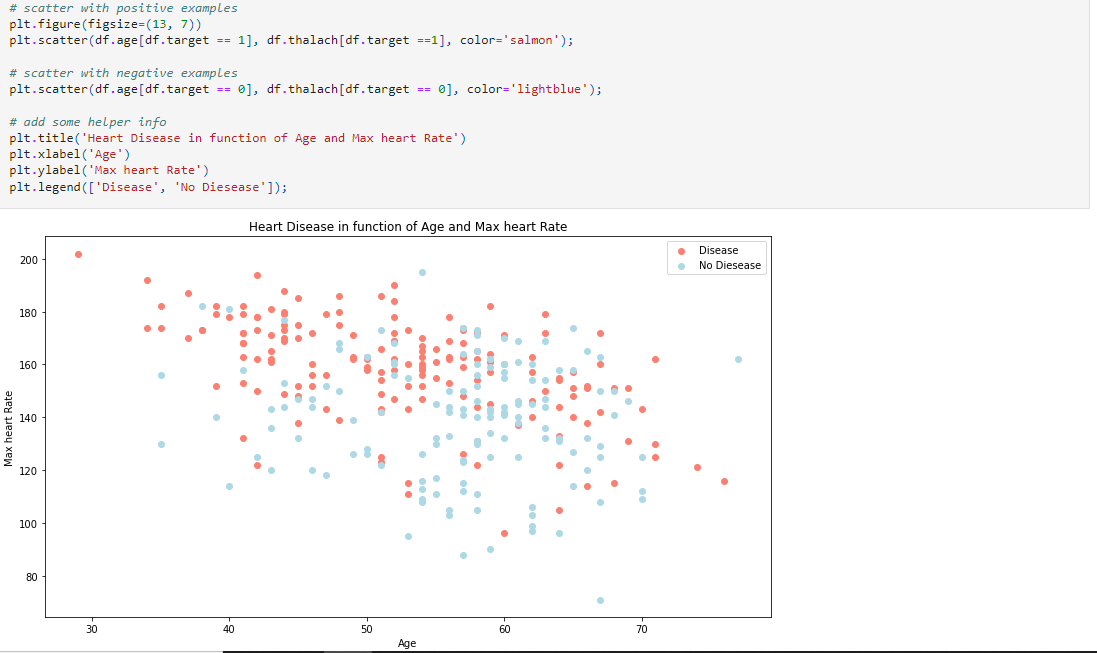 # scatter with positive examples
plt.figure(figsize=(13, 7))
plt.scatter(df.age[df.target == 1], df.thalach[df.target ==1], color='salmon');
# scatter with negative examples
plt.scatter(df.age[df.target == 0], df.thalach[df.target == 0], color='lightblue');
# add some helper info
plt.title('Heart Disease in function of Age and Max heart Rate')
plt.xlabel('Age')
plt.ylabel('Max heart Rate')
plt.legend(['Disease', 'No Diesease']);
Heart Disease in function of Age and Max heart Rate
Disease
No Diesease
200
180
160
140
120
100
80
Max heart Rate
30 40 50 60 70
Age